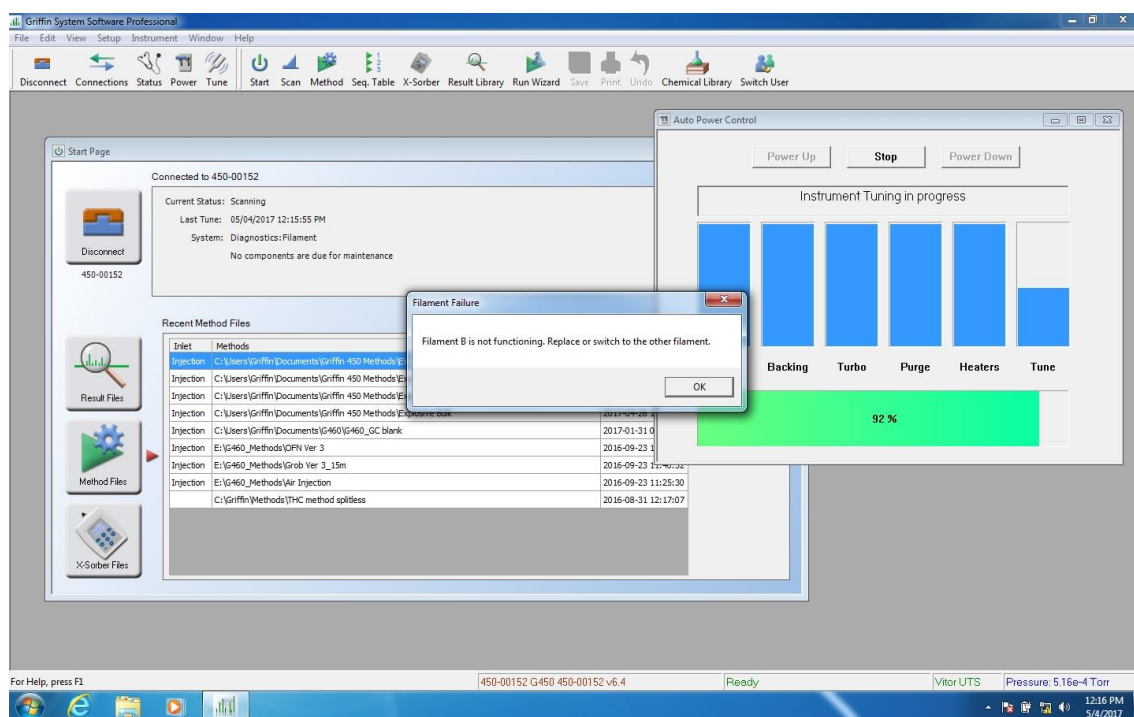 Griffin System Software Professional
File Edit View Setup Instrument Window Help
Disconnect Connections Status Power Tune Start Scan Method Seq. Table X-Sorber Result Library Run Wizard Save Print Undo Chemical Library Switch User
Start Page
Connected to 450-00152
Current Status: Scanning
Last Tune: 05/04/2017 12:15:55 PM
System: Diagnostics:Filament
No components are due for maintenance
Disconnect
450-00152
Result Files
Method Files
X-Sorber Files
Recent Method Files
Inlet Methods
Injection C:\Users\Griffin\Documents\Griffin 450 Methods\E
Injection C:\Users\Griffin\Documents\Griffin 450 Methods\E
Injection C:\Users\Griffin\Documents\Griffin 450 Methods\E
Injection C:\Users\Griffin\Documents\Griffin 450 Methods\Explosive Bulk
Injection C:\Users\Griffin\Documents\G460\G460_GC blank 2017-01-31 0
Injection E:\G460_Methods\OFN Ver 3 2016-09-23 1
Injection E:\G460_Methods\Grob Ver 3_15m 2016-09-23
Injection E:\G460_Methods\Air Injection 2016-09-23 11:25:30
C:\Griffin\Methods\THC method splitless 2016-08-31 12:17:07
Filament Failure
Filament B is not functioning. Replace or switch to the other filament.
OK
Auto Power Control
Power Up Stop Power Down
Instrument Tuning in progress
Backing Turbo Purge Heaters Tune
92 %
For Help, press F1 450-00152 G450 450-00152 v6.4 Ready Vitor UTS Pressure: 5.16e-4 Torr
12:16 PM
5/4/2017